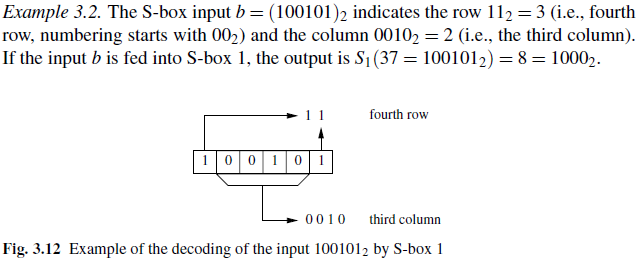 Example 3.2. The S-box input b = (100101)₂ indicates the row 11₂ = 3 (i.e., fourth
row, numbering starts with 00₂) and the column 0010₂ = 2 (i.e., the third column).
If the input b is fed into S-box 1, the output is S₁(37 = 100101₂) = 8 = 1000₂.
1 1 fourth row
1 0 0 1 0 1
0 0 1 0 third column
Fig. 3.12 Example of the decoding of the input 100101₂ by S-box 1